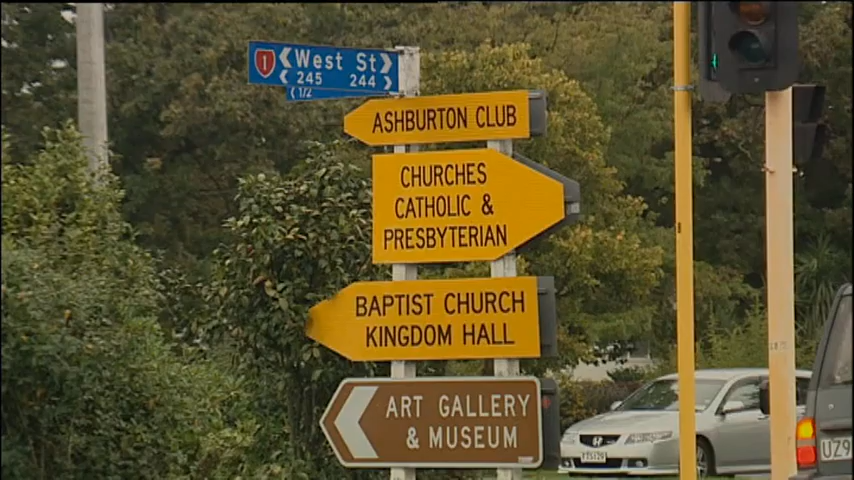 1 West St
245 244
1/2
ASHBURTON CLUB
CHURCHES
CATHOLIC &
PRESBYTERIAN
BAPTIST CHURCH
KINGDOM HALL
ART GALLERY
& MUSEUM
UZ9